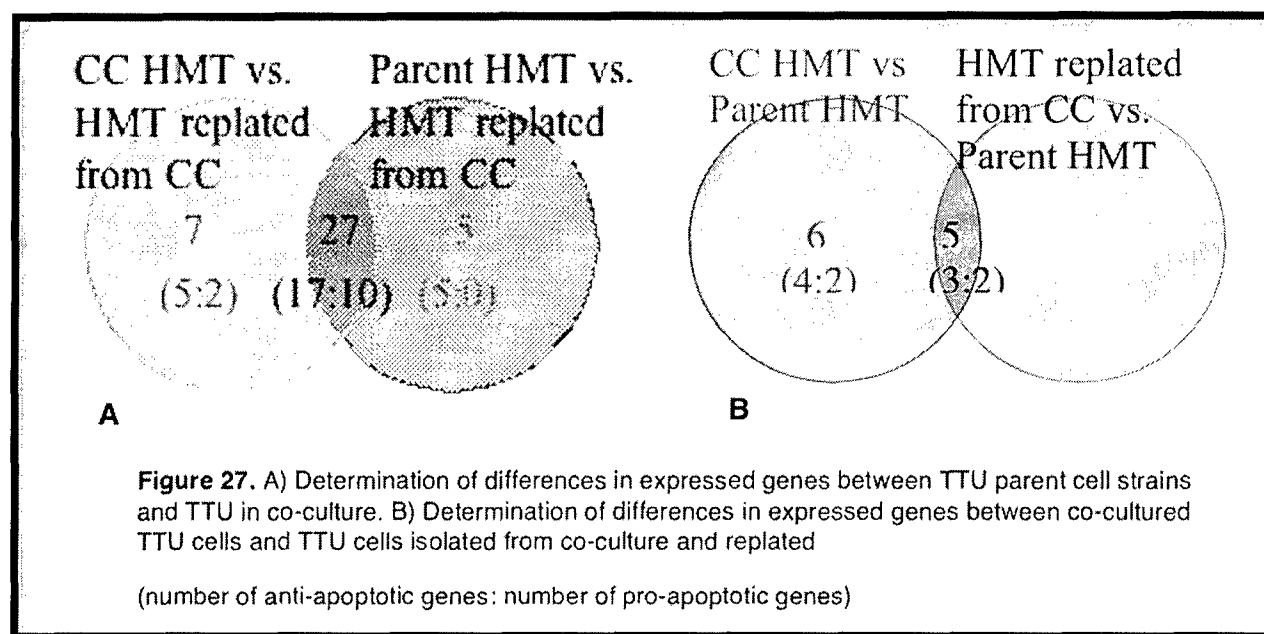 CC HMT vs.
HMT replated
from CC
Parent HMT vs.
HMT replated
from CC
7
27
5
(5:2)
(17:10)
(5:0)
A
CC HMT vs
Parent HMT
HMT replated
from CC vs.
Parent HMT
6
5
(4:2)
(3:2)
B
Figure 27. A) Determination of differences in expressed genes between TTU parent cell strains
and TTU in co-culture. B) Determination of differences in expressed genes between co-cultured
TTU cells and TTU cells isolated from co-culture and replated
(number of anti-apoptotic genes: number of pro-apoptotic genes)